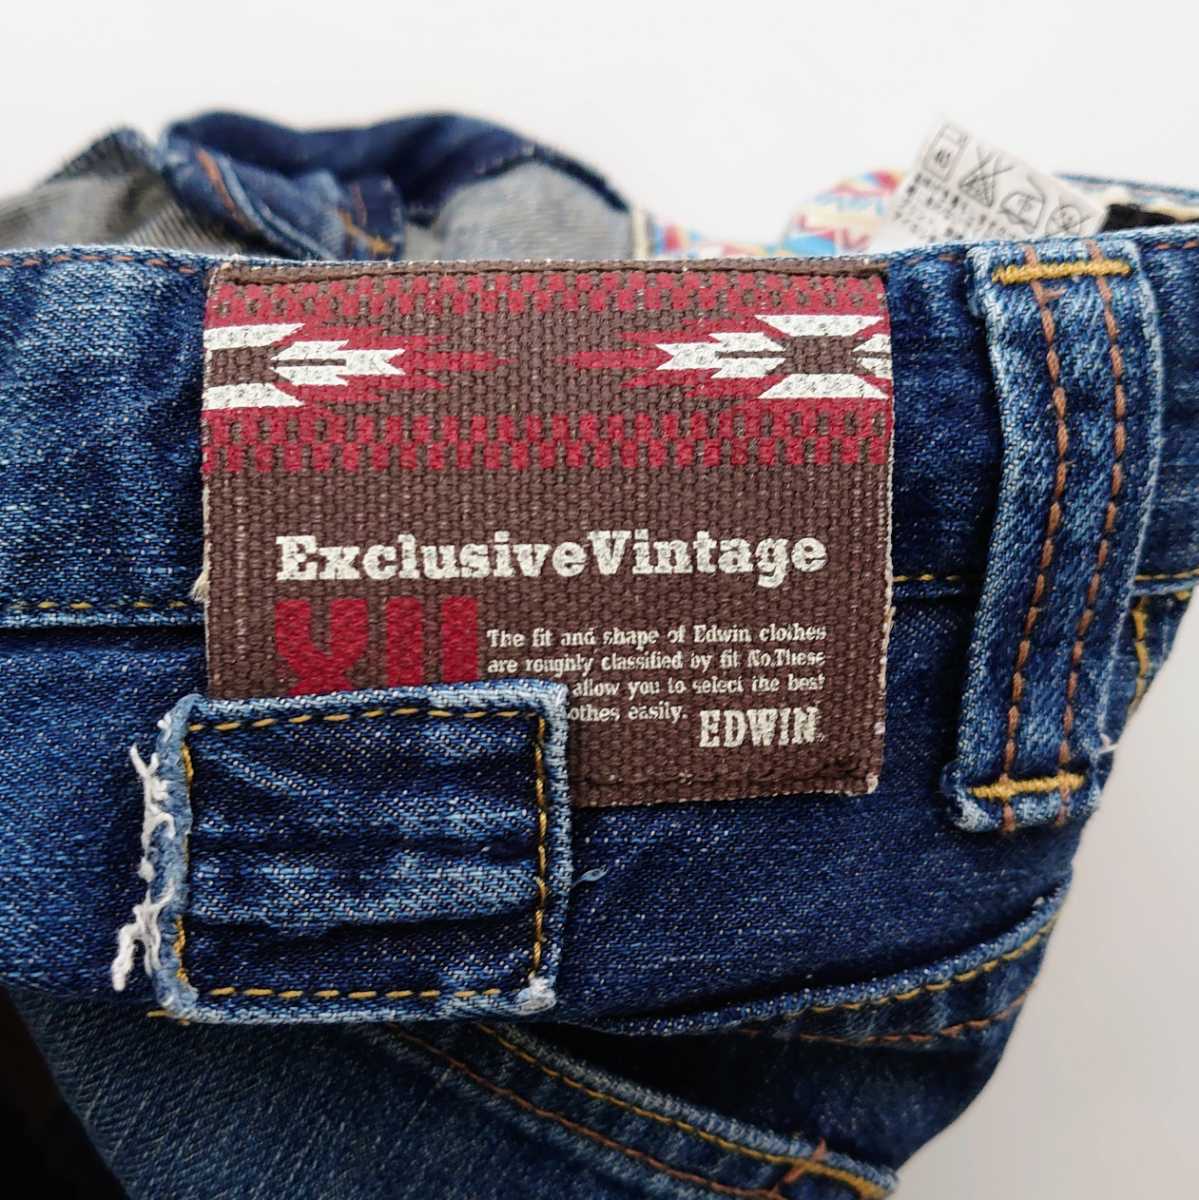 ExclusiveVintage
The fit and shape of Edwin clothes
are roughly classified by fit No.These
allow you to select the best
easily.
EDWIN